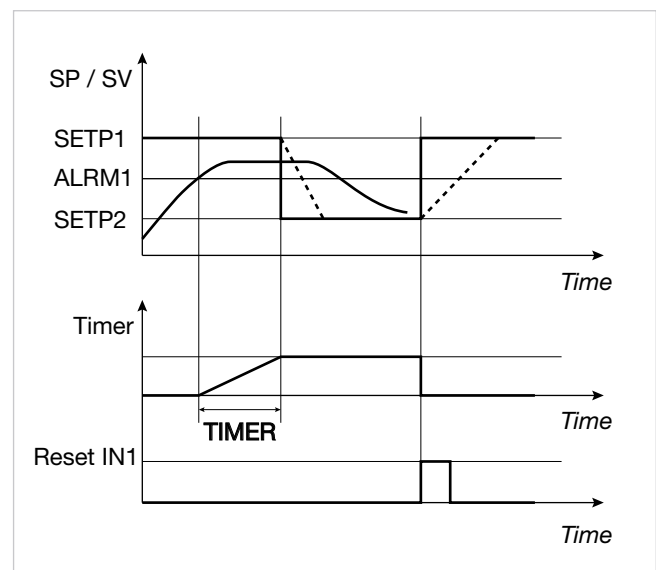 SP / SV
SETP1
ALRM1
SETP2
Time
Timer
Time
TIMER
Reset IN1
Time